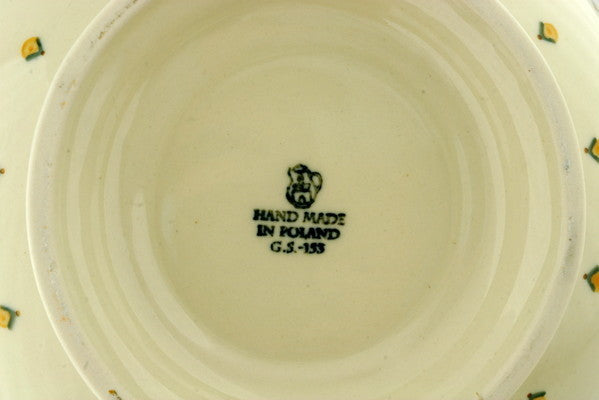 HAND MADE
IN POLAND
G.S.-153